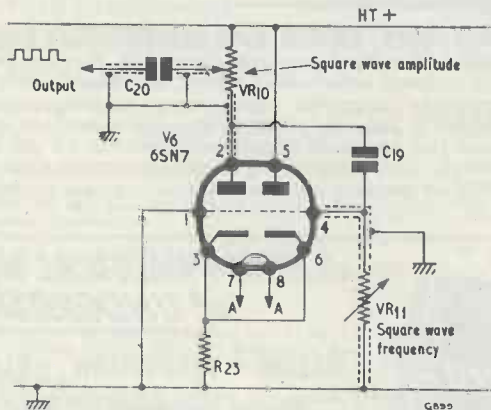 HT +
Output
C20
VR10
Square wave amplitude
V6
6SN7
2
5
C19
1
4
3
6
7
8
A
A
R23
VR11
Square wave
frequency
G899